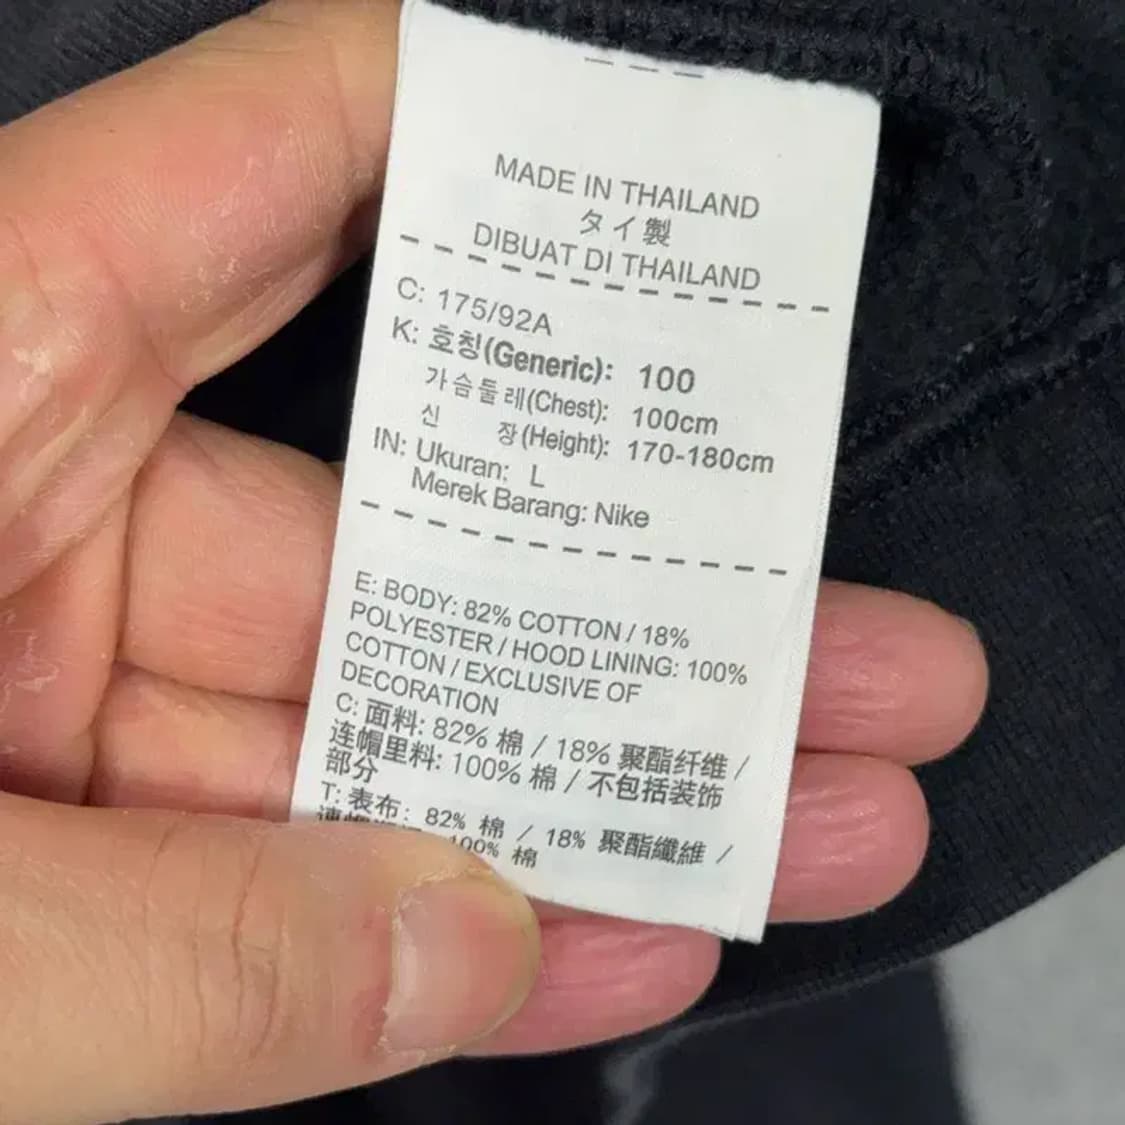 MADE IN THAILAND
タイ製
DIBUAT DI THAILAND
C: 175/92A
K: 호칭(Generic): 100
가슴둘레(Chest): 100cm
신 장(Height): 170-180cm
IN: Ukuran: L
Merek Barang: Nike
E: BODY: 82% COTTON / 18%
POLYESTER / HOOD LINING: 100%
COTTON / EXCLUSIVE OF
DECORATION
C: 面料: 82% 棉 / 18% 聚酯纤维 /
连帽里料: 100% 棉 / 不包括装饰
部分
T: 表布: 82% 棉 / 18% 聚酯纖維 /
100% 棉